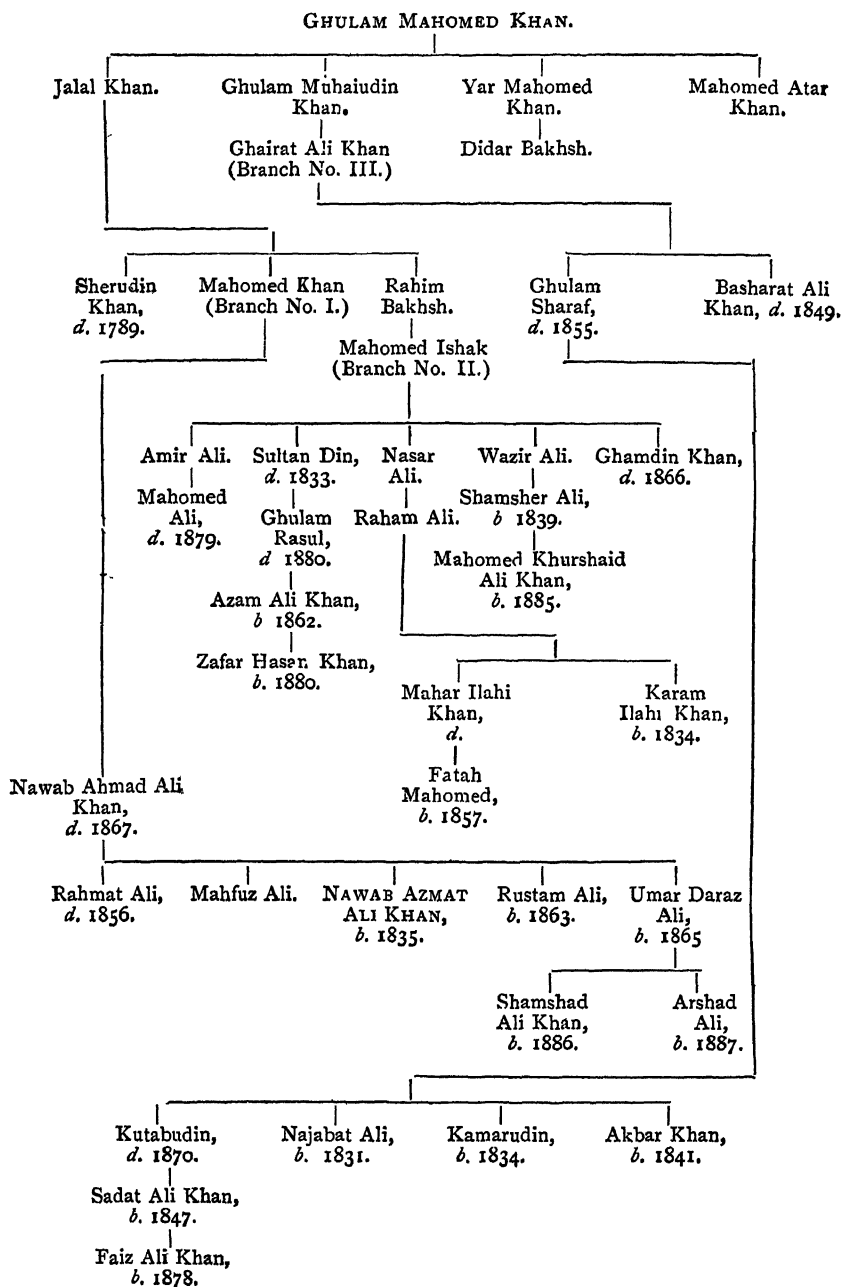 GHULAM MAHOMED KHAN.
Jalal Khan.
Ghulam Muhaiudin
Khan.
Yar Mahomed
Khan.
Mahomed Atar
Khan.
Ghairat Ali Khan
(Branch No. III.)
Didar Bakhsh.
Sherudin
Khan,
d. 1789.
Mahomed Khan
(Branch No. I.)
Rahim
Bakhsh.
Ghulam
Sharaf,
d. 1855.
Basharat Ali
Khan, d. 1849.
Mahomed Ishak
(Branch No. II.)
Amir Ali.
Sultan Din,
d. 1833.
Nasar
Ali.
Wazir Ali.
Ghamdin Khan,
d. 1866.
Mahomed
Ali,
d. 1879.
Ghulam
Rasul,
d 1880.
Raham Ali.
Shamsher Ali,
b 1839.
Mahomed Khurshaid
Ali Khan,
b. 1885.
Azam Ali Khan,
b 1862.
Zafar Hasan Khan,
b. 1880.
Mahar Ilahi
Khan,
d.
Karam
Ilahi Khan,
b. 1834.
Fatah
Mahomed,
b. 1857.
Nawab Ahmad Ali
Khan,
d. 1867.
Rahmat Ali,
d. 1856.
Mahfuz Ali.
NAWAB AZMAT
ALI KHAN,
b. 1835.
Rustam Ali,
b. 1863.
Umar Daraz
Ali,
b. 1865
Shamshad
Ali Khan,
b. 1886.
Arshad
Ali,
b. 1887.
Kutabudin,
d. 1870.
Najabat Ali,
b. 1831.
Kamarudin,
b. 1834.
Akbar Khan,
b. 1841.
Sadat Ali Khan,
b. 1847.
Faiz Ali Khan,
b. 1878.